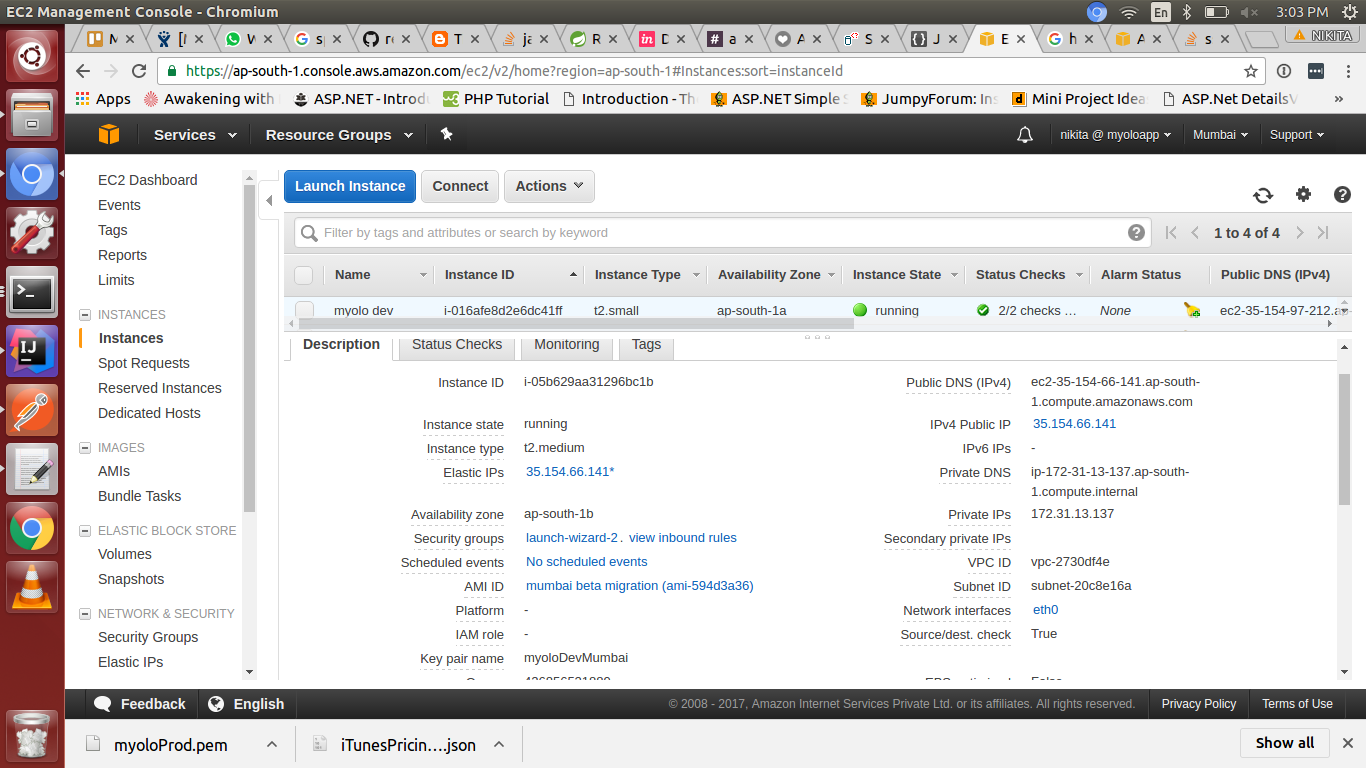 EC2 Management Console - Chromium
En
3:03 PM
NIKITA
https://ap-south-1.console.aws.amazon.com/ec2/v2/home?region=ap-south-1#Instances:sort=instanceId
Apps
Awakening with
ASP.NET - Introdu
PHP Tutorial
Introduction - The
ASP.NET Simple S
JumpyForum: Ins
Mini Project Idea
ASP.Net DetailsV
»
Services
Resource Groups
nikita @ myoloapp
Mumbai
Support
EC2 Dashboard
Events
Tags
Reports
Limits
INSTANCES
Instances
Spot Requests
Reserved Instances
Dedicated Hosts
IMAGES
AMIs
Bundle Tasks
ELASTIC BLOCK STORE
Volumes
Snapshots
NETWORK & SECURITY
Security Groups
Elastic IPs
Launch Instance
Connect
Actions
Filter by tags and attributes or search by keyword
1 to 4 of 4
Name
Instance ID
Instance Type
Availability Zone
Instance State
Status Checks
Alarm Status
Public DNS (IPv4)
myolo dev
i-016afe8d2e6dc41ff
t2.small
ap-south-1a
running
2/2 checks ...
None
ec2-35-154-97-212.a
Description
Status Checks
Monitoring
Tags
Instance ID i-05b629aa31296bc1b
Public DNS (IPv4) ec2-35-154-66-141.ap-south-
1.compute.amazonaws.com
Instance state running
IPv4 Public IP 35.154.66.141
Instance type t2.medium
IPv6 IPs -
Elastic IPs 35.154.66.141*
Private DNS ip-172-31-13-137.ap-south-
1.compute.internal
Availability zone ap-south-1b
Private IPs 172.31.13.137
Security groups launch-wizard-2. view inbound rules
Secondary private IPs
Scheduled events No scheduled events
VPC ID vpc-2730df4e
AMI ID mumbai beta migration (ami-594d3a36)
Subnet ID subnet-20c8e16a
Platform -
Network interfaces eth0
IAM role -
Source/dest. check True
Key pair name myoloDevMumbai
Feedback
English
© 2008 - 2017, Amazon Internet Services Private Ltd. or its affiliates. All rights reserved.
Privacy Policy
Terms of Use
myoloProd.pem
iTunesPricin....json
Show all